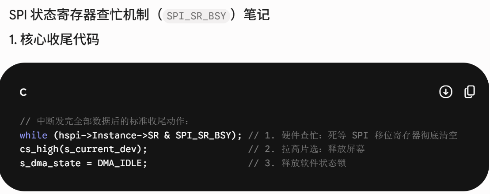 SPI 状态寄存器查忙机制（SPI_SR_BSY）笔记
1. 核心收尾代码
C
// 中断发完全部数据后的标准收尾动作：
while (hspi->Instance->SR & SPI_SR_BSY); // 1. 硬件查忙：死等 SPI 移位寄存器彻底清空
cs_high(s_current_dev); // 2. 拉高片选：释放屏幕
s_dma_state = DMA_IDLE; // 3. 释放软件状态锁